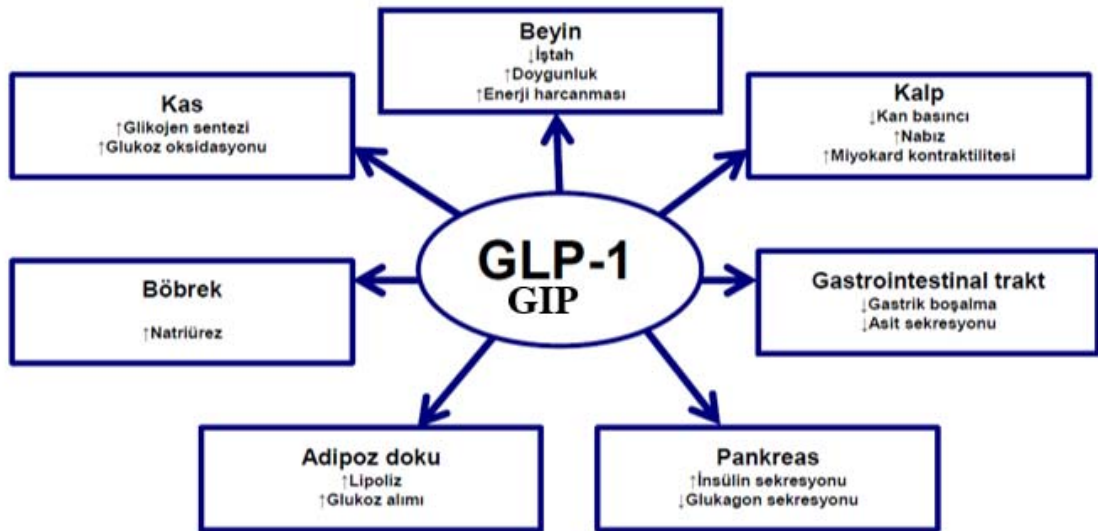 Beyin
↓İştah
↑Doygunluk
↑Enerji harcanması
Kas
↑Glikojen sentezi
↑Glukoz oksidasyonu
Kalp
↓Kan basıncı
↑Nabız
↑Miyokard kontraktilitesi
GLP-1
GIP
Böbrek
↑Natriürez
Gastrointestinal trakt
↓Gastrik boşalma
↓Asit sekresyonu
Adipoz doku
↑Lipoliz
↑Glukoz alımı
Pankreas
↑İnsülin sekresyonu
↓Glukagon sekresyonu